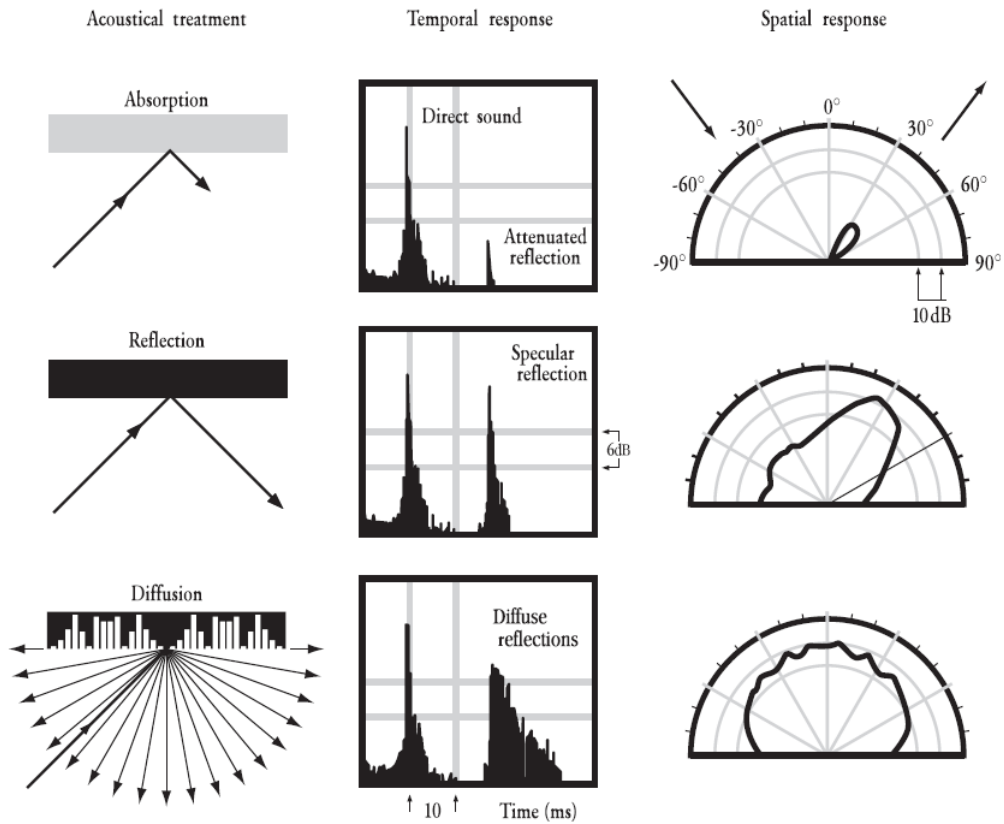 Acoustical treatment
Temporal response
Spatial response
Absorption
Direct sound
Attenuated
reflection
-90°
-60°
-30°
0°
30°
60°
90°
10 dB
Reflection
Specular
reflection
6dB
Diffusion
Diffuse
reflections
10
Time (ms)